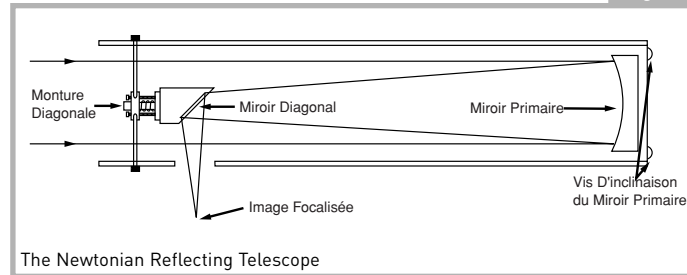 Monture
Diagonale
Miroir Diagonal
Miroir Primaire
Image Focalisée
Vis D'inclinaison
du Miroir Primaire
The Newtonian Reflecting Telescope